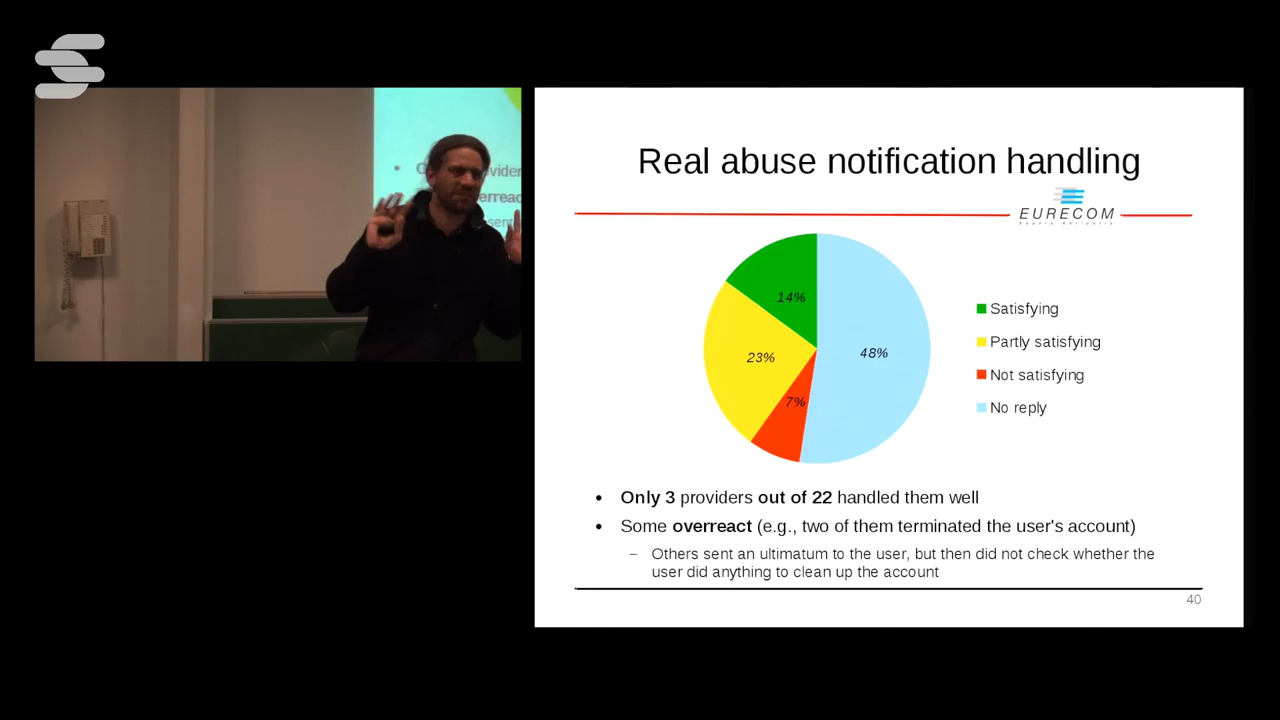 Real abuse notification handling
EURECOM
14%
48%
23%
7%
Satisfying
Partly satisfying
Not satisfying
No reply
• Only 3 providers out of 22 handled them well
• Some overreact (e.g., two of them terminated the user's account)
– Others sent an ultimatum to the user, but then did not check whether the
user did anything to clean up the account
40